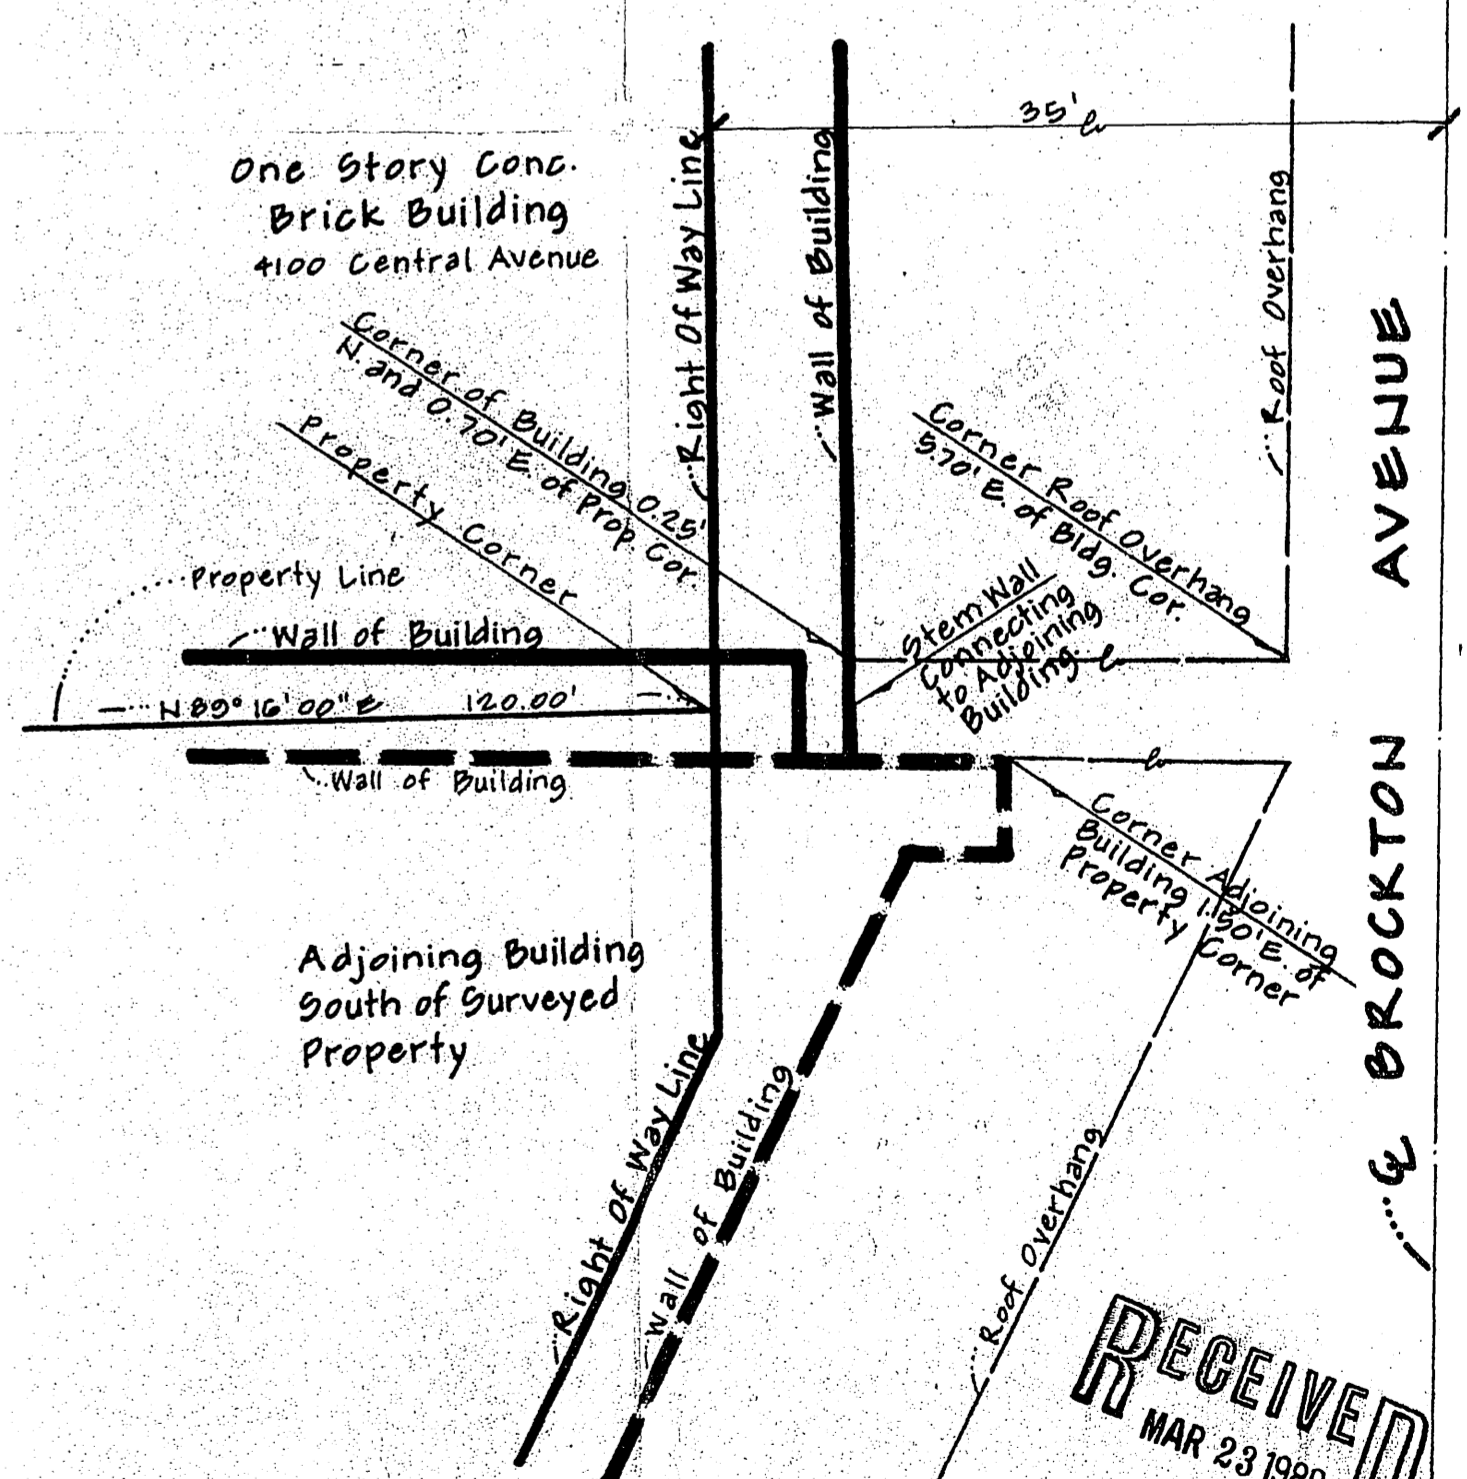 35'
One Story Conc.
Brick Building
4100 Central Avenue
Right Of Way Line
Wall of Building
Roof Overhang
Corner of Building 0.25'
N. and 0.70' E. of Prop. Cor.
Property Corner
Corner Roof Overhang
5.70' E. of Bldg. Cor.
Stem Wall
Connecting
to Adjoining
Building.
Property Line
Wall of Building
N 89° 16' 00" E 120.00'
Wall of Building
Corner Adjoining
Building 1.50' E. of
Property Corner
Adjoining Building
South of Surveyed
Property
Right Of Way Line
Wall of Building
Roof Overhang
℄ BROCKTON AVENUE
RECEIVED
MAR 23